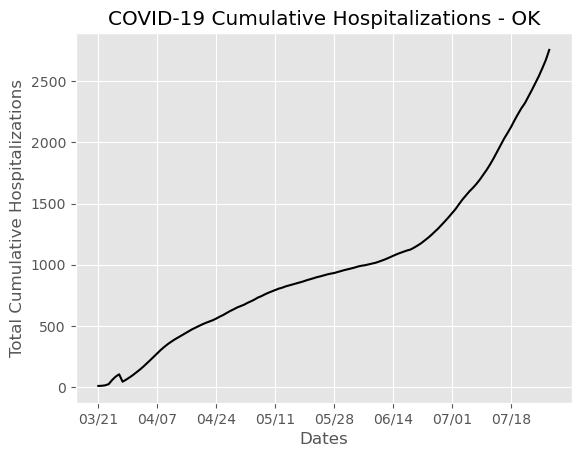 COVID-19 Cumulative Hospitalizations - OK
Total Cumulative Hospitalizations
2500
2000
1500
1000
500
0
03/21 04/07 04/24 05/11 05/28 06/14 07/01 07/18
Dates